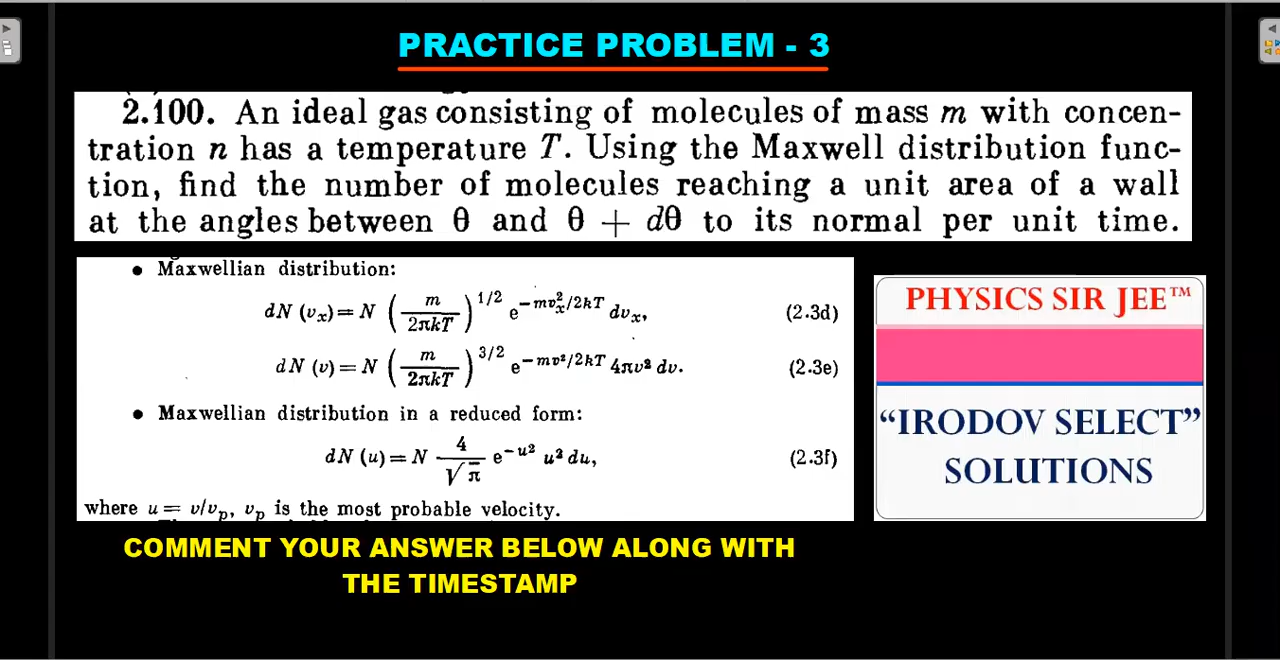 PRACTICE PROBLEM - 3
2.100. An ideal gas consisting of molecules of mass m with concen-
tration n has a temperature T. Using the Maxwell distribution func-
tion, find the number of molecules reaching a unit area of a wall
at the angles between θ and θ + dθ to its normal per unit time.
• Maxwellian distribution:
dN (vₓ) = N (m/2πkT)^1/2 e^−mvₓ²/2kT dvₓ, (2.3d)
dN (v) = N (m/2πkT)^3/2 e^−mv²/2kT 4πv² dv. (2.3e)
• Maxwellian distribution in a reduced form:
dN (u) = N 4/√π e^−u² u² du, (2.3f)
where u = v/vₚ, vₚ is the most probable velocity.
PHYSICS SIR JEE™
“IRODOV SELECT”
SOLUTIONS
COMMENT YOUR ANSWER BELOW ALONG WITH
THE TIMESTAMP